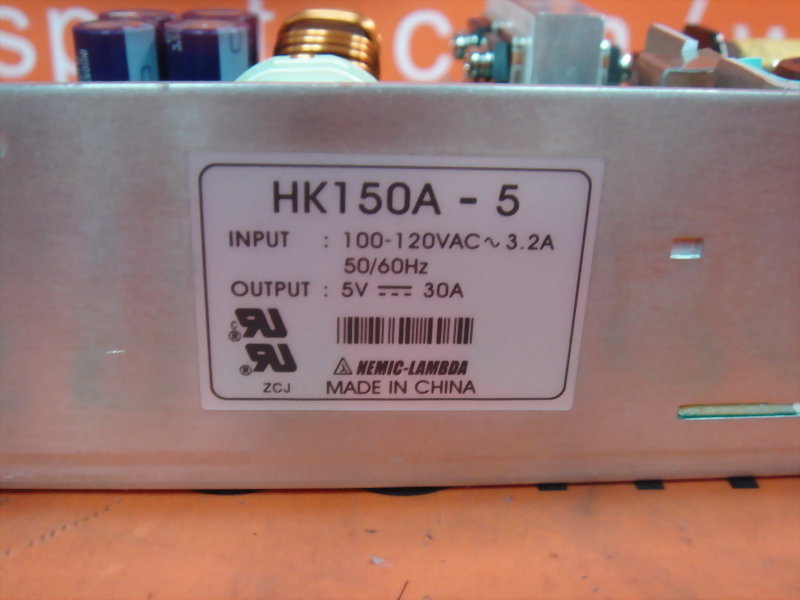 HK150A - 5
INPUT : 100-120VAC~3.2A
50/60Hz
OUTPUT : 5V ⎓ 30A
NEMIC-LAMBDA
ZCJ
MADE IN CHINA